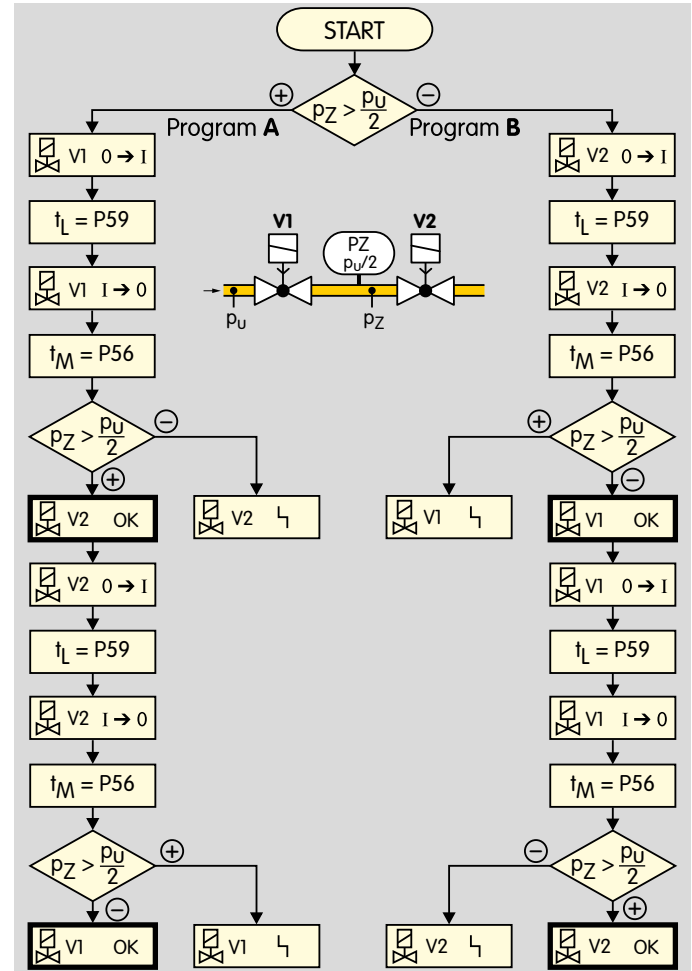 START
pZ > pU/2
Program A
Program B
V1 0 ➔ I
tL = P59
V1 I ➔ 0
tM = P56
pZ > pU/2
V2
V2 OK
V2 0 ➔ I
tL = P59
V2 I ➔ 0
tM = P56
pZ > pU/2
V1
V1 OK
V1
V2
PZ
pu/2
pU
pZ
V2 0 ➔ I
tL = P59
V2 I ➔ 0
tM = P56
pZ > pU/2
V1
V1 OK
V1 0 ➔ I
tL = P59
V1 I ➔ 0
tM = P56
pZ > pU/2
V2
V2 OK